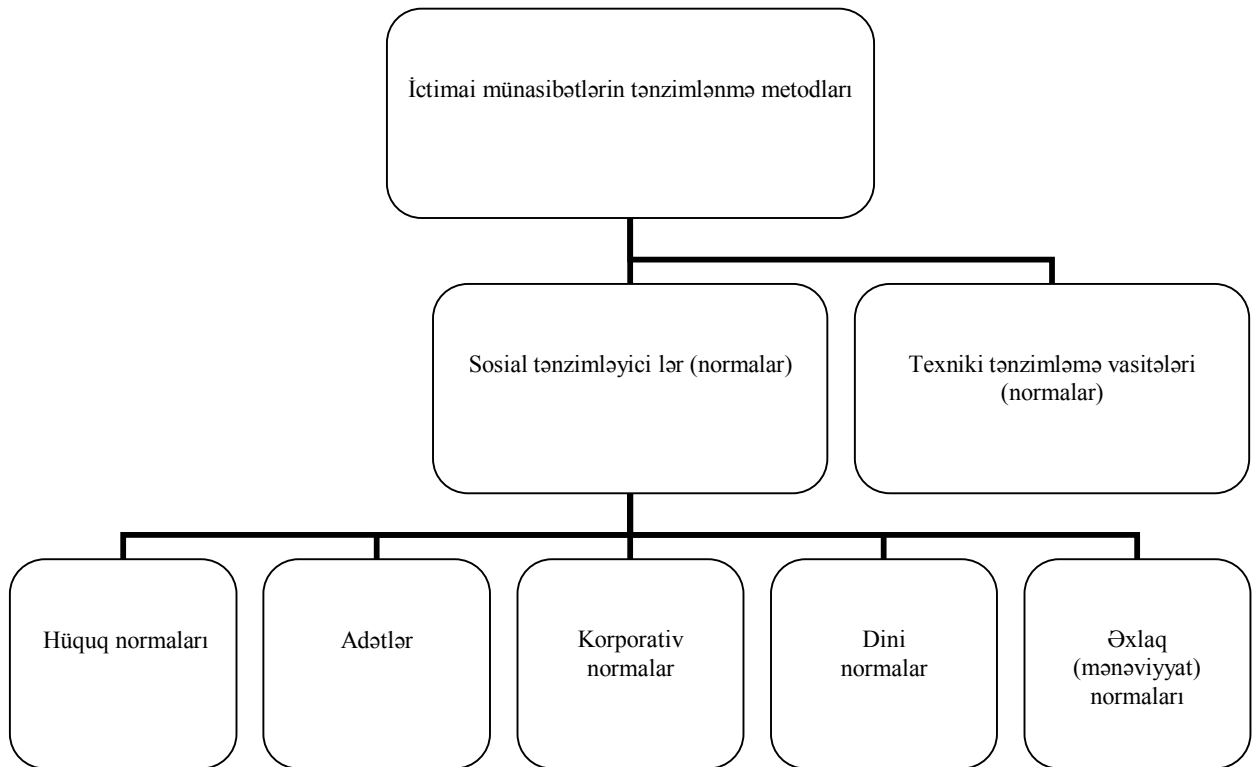 İctimai münasibətlərin tənzimlənmə metodları
Sosial tənzimləyici lər (normalar)
Texniki tənzimləmə vasitələri
(normalar)
Hüquq normaları
Adətlər
Korporativ
normalar
Dini
normalar
Əxlaq
(mənəviyyat)
normaları